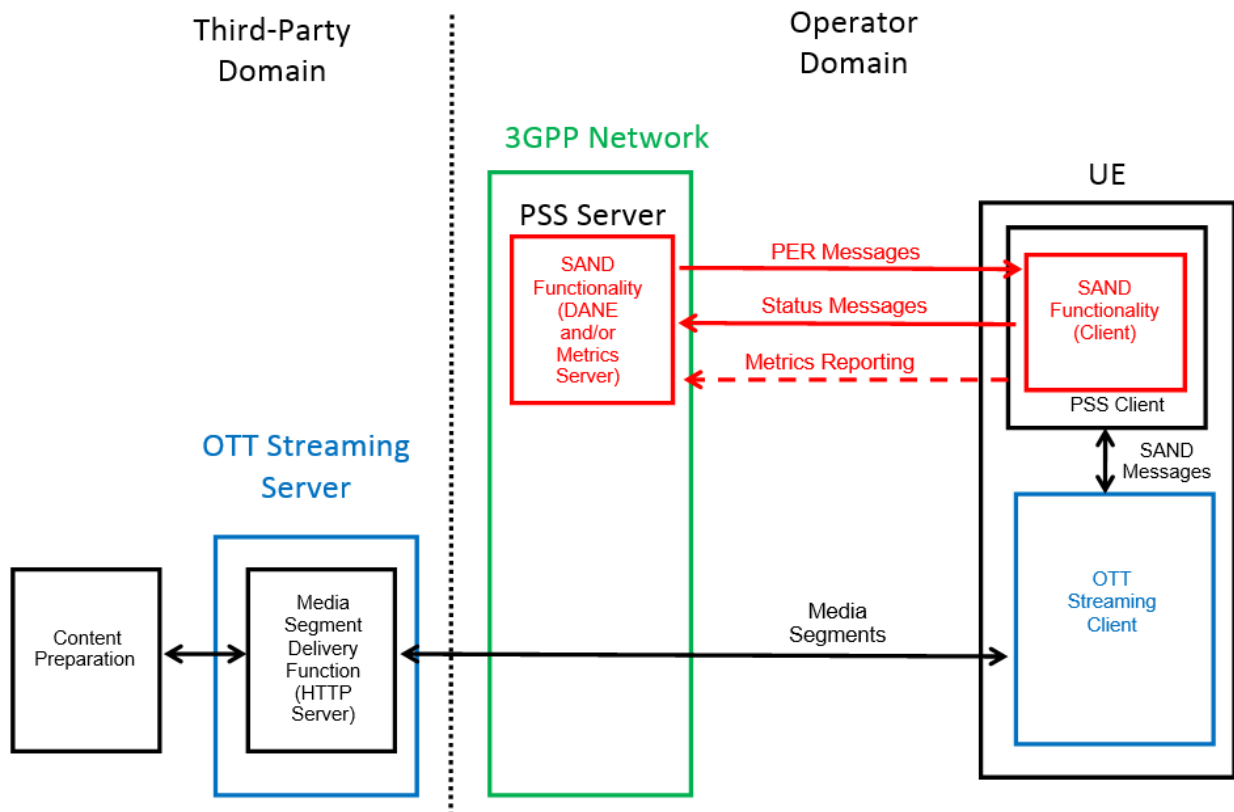 Third-Party
Domain
Operator
Domain
3GPP Network
UE
PSS Server
SAND
Functionality
(DANE
and/or
Metrics
Server)
PER Messages
Status Messages
Metrics Reporting
SAND
Functionality
(Client)
PSS Client
SAND
Messages
OTT Streaming
Server
Content
Preparation
Media
Segment
Delivery
Function
(HTTP
Server)
Media
Segments
OTT
Streaming
Client